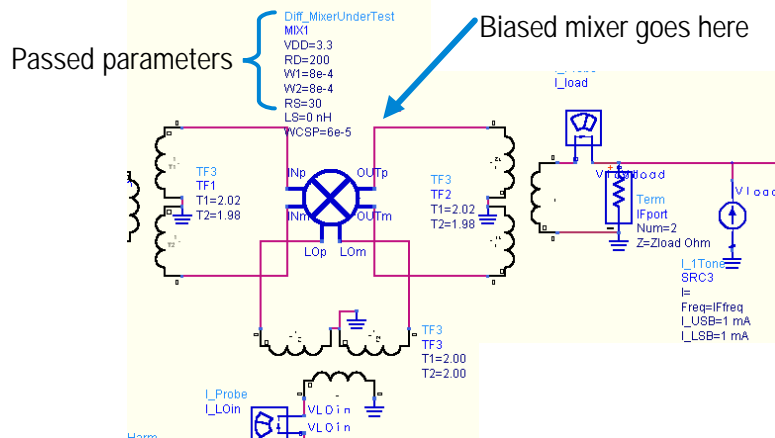 Diff_MixerUnderTest
MIX1
VDD=3.3
RD=200
W1=8e-4
W2=8e-4
RS=30
LS=0 nH
WCSP=6e-5
Passed parameters
Biased mixer goes here
I_Probe
I_load
TF3
TF1
T1=2.02
T2=1.98
INp
OUTp
INm
OUTm
LOp
LOm
TF3
TF2
T1=2.02
T2=1.98
Term
IFport
Num=2
Z=Zload Ohm
Vload
I_1Tone
SRC3
I=
Freq=IFfreq
I_USB=1 mA
I_LSB=1 mA
TF3
TF3
T1=2.00
T2=2.00
I_Probe
I_LOin
VLOin
VLOin
Harm